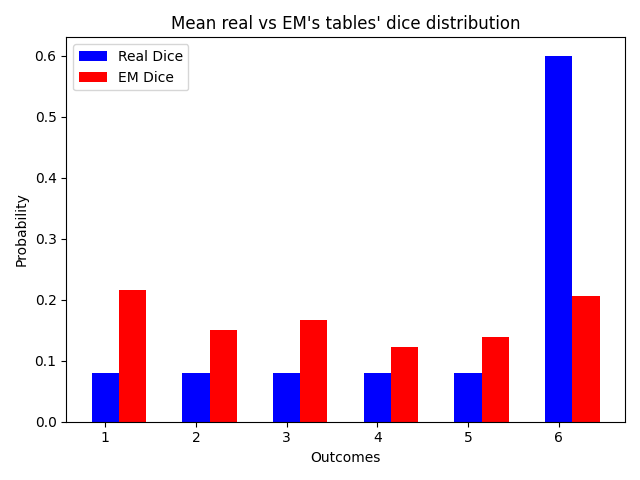 Mean real vs EM's tables' dice distribution
Real Dice
EM Dice
Probability
0.6
0.5
0.4
0.3
0.2
0.1
0.0
1 2 3 4 5 6
Outcomes